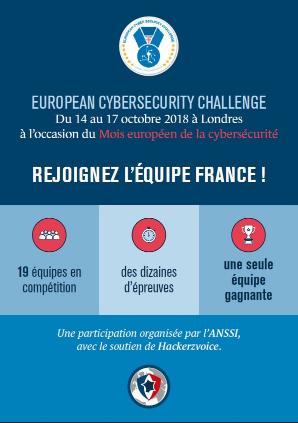 EUROPEAN CYBERSECURITY CHALLENGE
Du 14 au 17 octobre 2018 à Londres
à l'occasion du Mois européen de la cybersécurité
REJOIGNEZ L'ÉQUIPE FRANCE !
19 équipes en
compétition
des dizaines
d'épreuves
une seule
équipe
gagnante
Une participation organisée par l'ANSSI,
avec le soutien de Hackerzvoice.